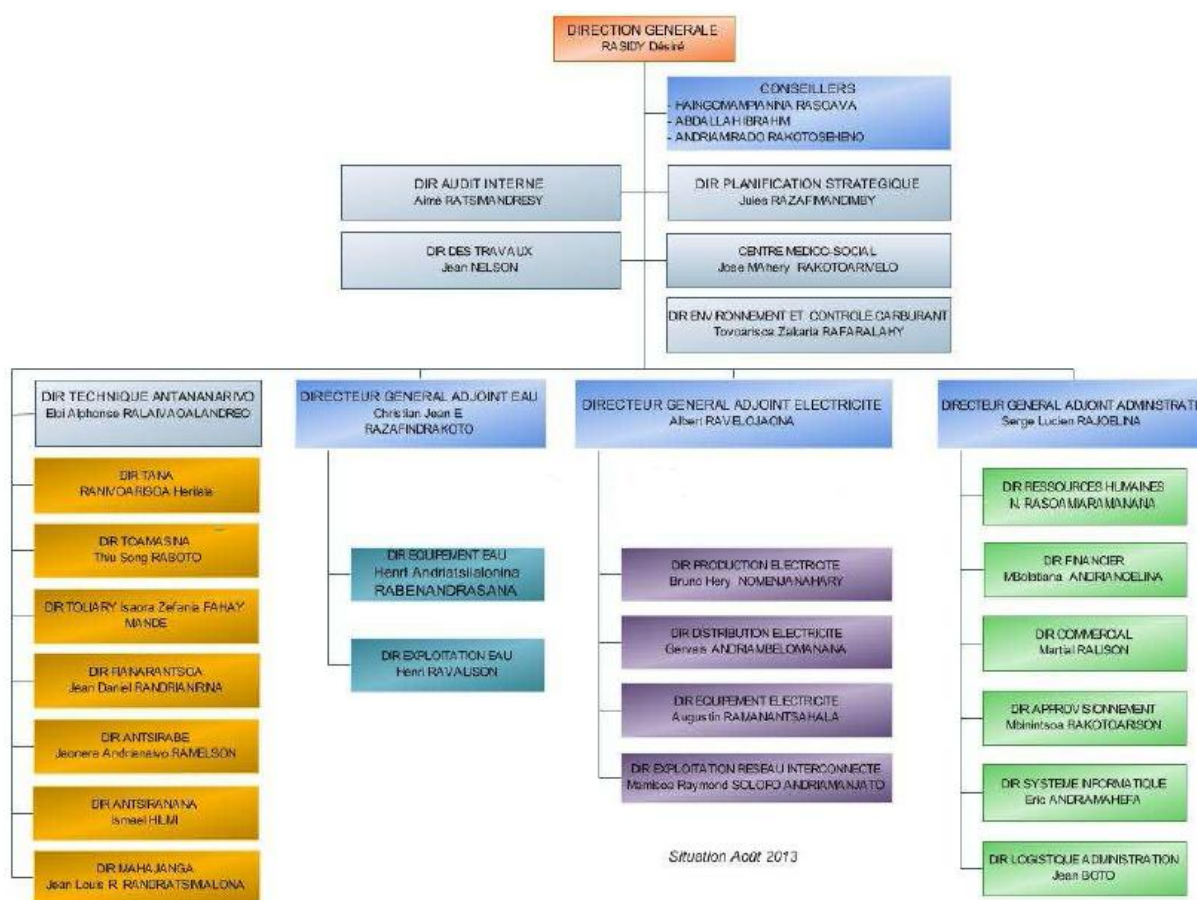 DIRECTION GENERALE
RASIDY Désiré
CONSEILLERS
- HAINGOMAMPIANINA RASOAVA
- ABDALLAH IBRAHM
- ANDRIAMIRADO RAKOTOSEHENO
DIR AUDIT INTERNE
Aimé RATSIMANDRESY
DIR PLANIFICATION STRATEGIQUE
Jules RAZAFIMANDIMBY
DIR DES TRAVAUX
Jean NELSON
CENTRE MEDICO-SOCIAL
Jose MAhery RAKOTOARIVELO
DIR ENVIRONNEMENT ET CONTROLE CARBURANT
Tovoarisoa Zakaria RAFARALAHY
DIR TECHNIQUE ANTANANARIVO
Eloi Alphonse
DIR TANA
RANIVOARISOA Herilala
DIR TOAMASINA
Thiu Song RABOTO
DIR TOLIARY Isaora Zefania FAHAY
MANDE
DIR FIANARANTSOA
Jean Daniel RANDRIANIRINA
DIR ANTSIRABE
Jeonera Andrianaivo RAMELSON
DIR ANTSIRANANA
Ismael HILMI
DIR MAHAJANGA
Jean Louis R. RANDRIATSIMALONA
DIRECTEUR GENERAL ADJOINT EAU
Christian Jean E.
RAZAFINDRAKOTO
DIR EQUIPEMENT EAU
Henri Andriatsilalonina
RABENANDRASANA
DIR EXPLOITATION EAU
Henri RAVALISON
DIRECTEUR GENERAL ADJOINT ELECTRICITE
Albert RAVELOJAONA
DIR PRODUCTION ELECTRICITE
Bruno Hery NOMENJANAHARY
DIR DISTRIBUTION ELECTRICITE
Gervais ANDRIAMBELOMANANA
DIR EQUIPEMENT ELECTRICITE
Augustin RAMANANTSAHALA
DIR EXPLOITATION RESEAU INTERCONNECTE
Mamisoa Raymond SOLOFO ANDRIAMANJATO
DIRECTEUR GENERAL ADJOINT ADMINISTRATI
Serge Lucien RAJOELINA
DIR RESSOURCES HUMAINES
N. RASOAMIARAMANANA
DIR FINANCIER
MBolatiana ANDRIANOELINA
DIR COMMERCIAL
Martial RALISON
DIR APPROVISIONNEMENT
Mbinintsoa RAKOTOARISON
DIR SYSTEME INFORMATIQUE
Eric ANDRIAMAHEFA
DIR LOGISTIQUE ADMINISTRATION
Jean BOTO
Situation Août 2013